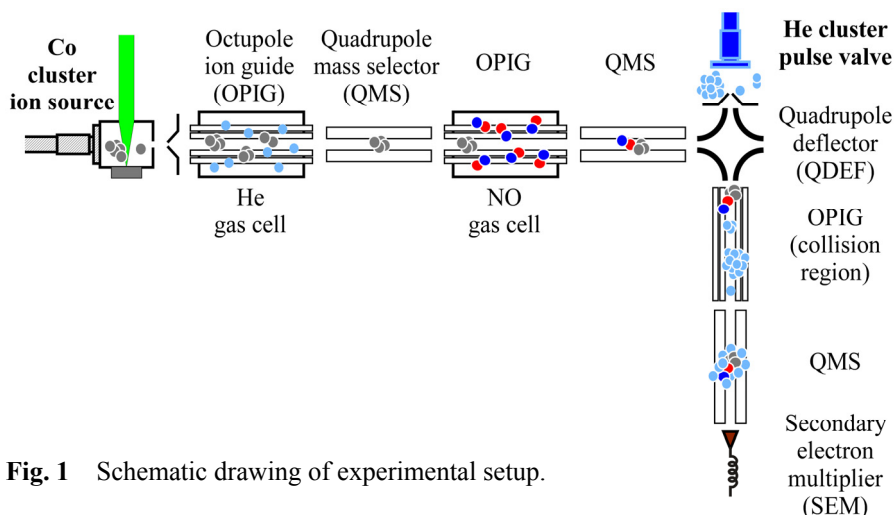 Co
cluster
ion source
Octupole
ion guide
(OPIG)
Quadrupole
mass selector
(QMS)
OPIG
QMS
He cluster
pulse valve
Quadrupole
deflector
(QDEF)
He
gas cell
NO
gas cell
OPIG
(collision
region)
QMS
Secondary
electron
multiplier
(SEM)
Fig. 1 Schematic drawing of experimental setup.